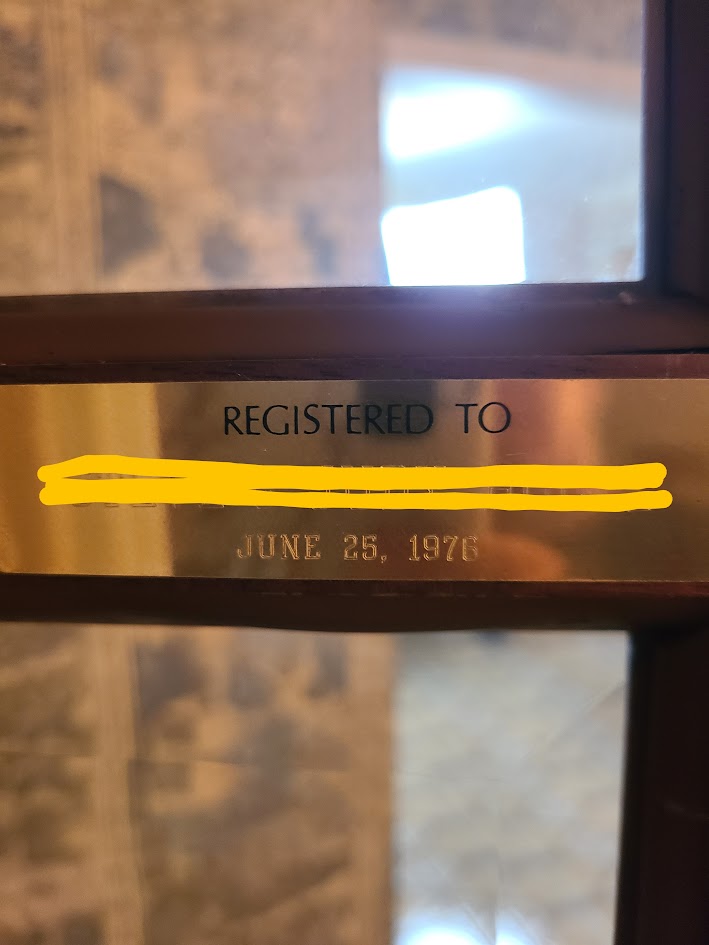 REGISTERED TO
JUNE 25, 1976